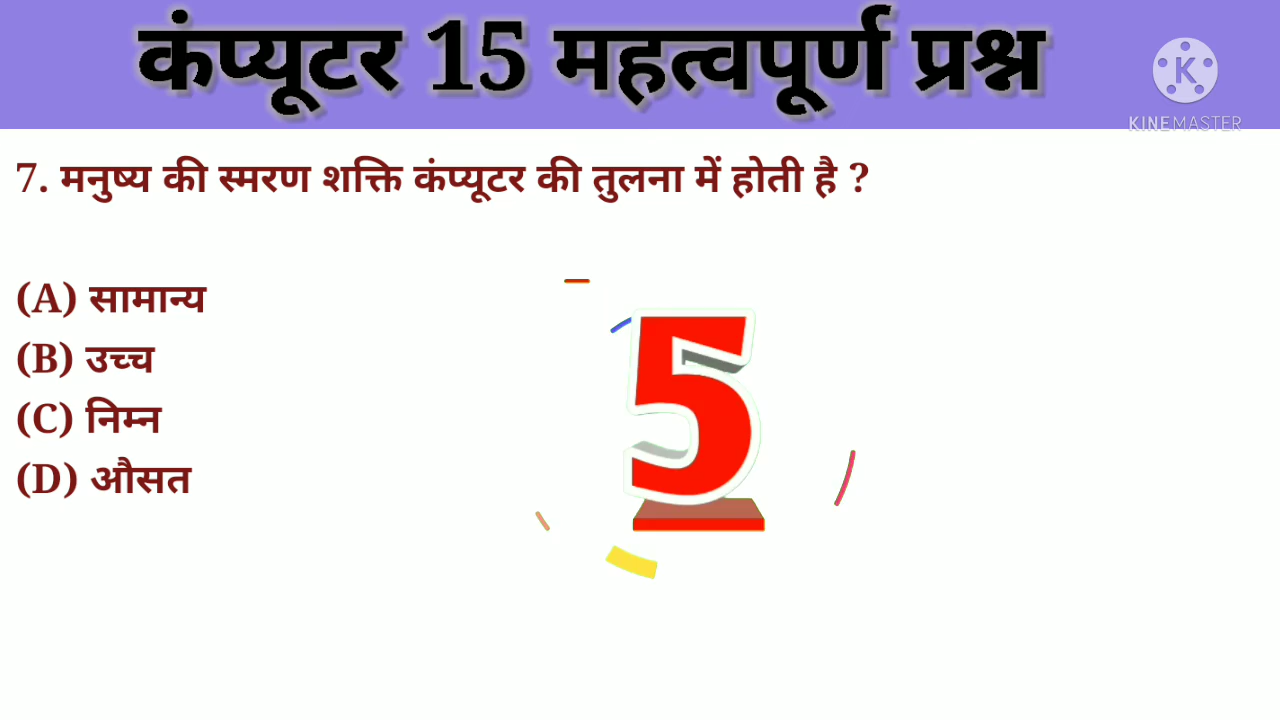 कंप्यूटर 15 महत्वपूर्ण प्रश्न
K
KINEMASTER
7. मनुष्य की स्मरण शक्ति कंप्यूटर की तुलना में होती है ?
(A) सामान्य
(B) उच्च
(C) निम्न
(D) औसत
5